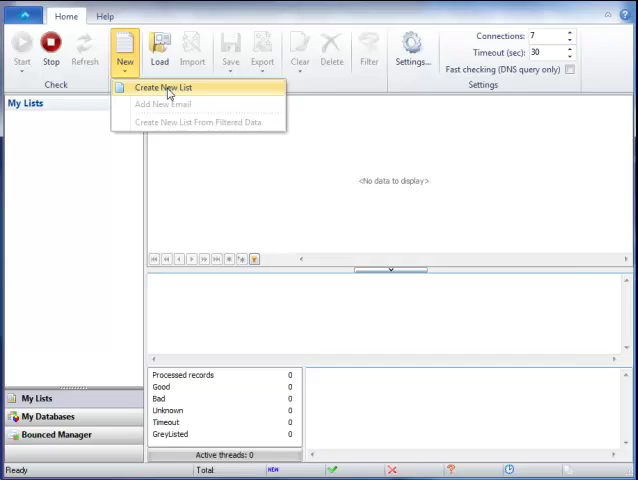 Home Help
Start Stop Refresh New Load Import Save Export Clear Delete Filter Settings...
Connections: 7
Timeout (sec): 30
Fast checking (DNS query only)
Check Settings
Create New List
Add New Email
Create New List From Filtered Data
My Lists
<No data to display>
Processed records 0
Good 0
Bad 0
Unknown 0
Timeout 0
GreyListed 0
Active threads: 0
My Lists
My Databases
Bounced Manager
Ready Total NEW